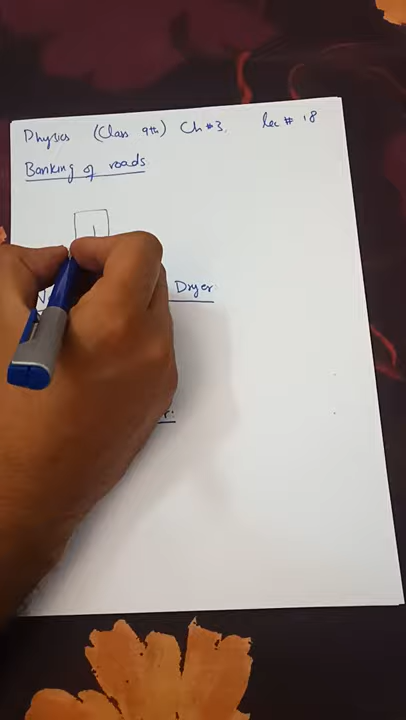 Physics (Class 9th) Ch # 3. lec # 18
Banking of roads
Dryer